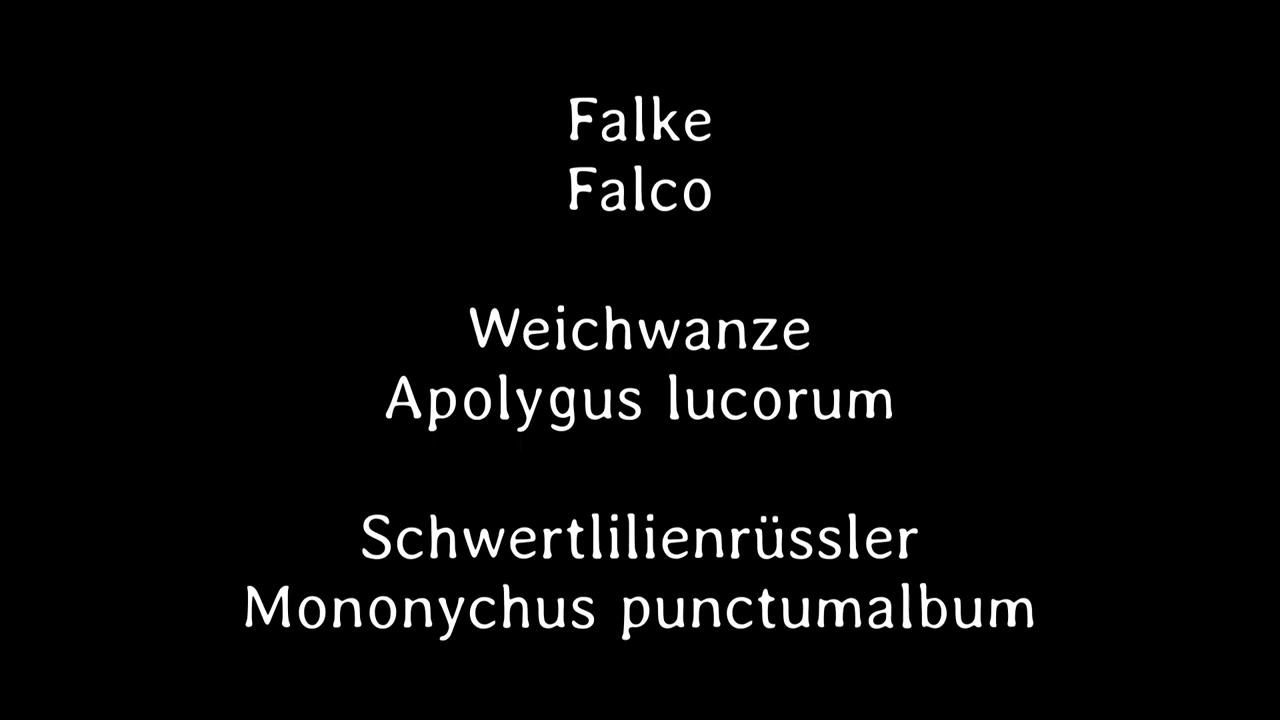 Falke
Falco
Weichwanze
Apolygus lucorum
Schwertlilienrüssler
Mononychus punctumalbum